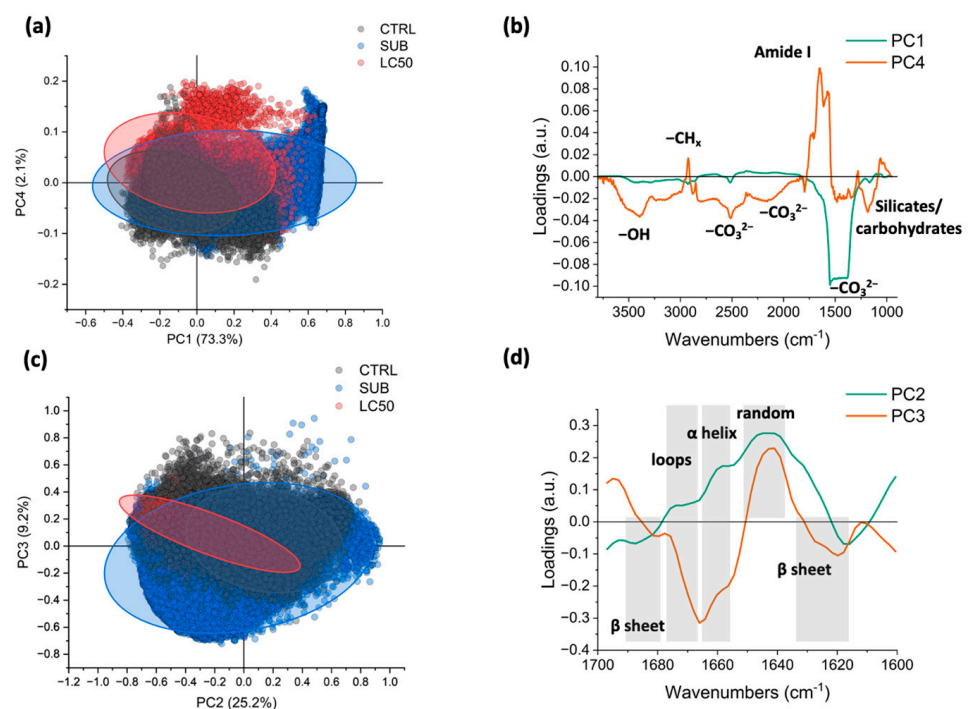 (a)
CTRL
SUB
LC50
PC4 (2.1%)
0.2
0.1
0.0
−0.1
−0.2
−0.6 −0.4 −0.2 0.0 0.2 0.4 0.6 0.8 1.0
PC1 (73.3%)
(b)
PC1
PC4
Amide I
−CHx
−OH
−CO₃²⁻
−CO₃²⁻
−CO₃²⁻
Silicates/
carbohydrates
Loadings (a.u.)
0.10
0.08
0.06
0.04
0.02
0.00
−0.02
−0.04
−0.06
−0.08
−0.10
3500 3000 2500 2000 1500 1000
Wavenumbers (cm⁻¹)
(c)
CTRL
SUB
LC50
PC3 (9.2%)
1.0
0.8
0.6
0.4
0.2
0.0
−0.2
−0.4
−0.6
−0.8
−1.2 −1.0 −0.8 −0.6 −0.4 −0.2 0.0 0.2 0.4 0.6 0.8 1.0
PC2 (25.2%)
(d)
PC2
PC3
random
α helix
loops
β sheet
β sheet
Loadings (a.u.)
0.3
0.2
0.1
0.0
−0.1
−0.2
−0.3
−0.4
1700 1680 1660 1640 1620 1600
Wavenumbers (cm⁻¹)